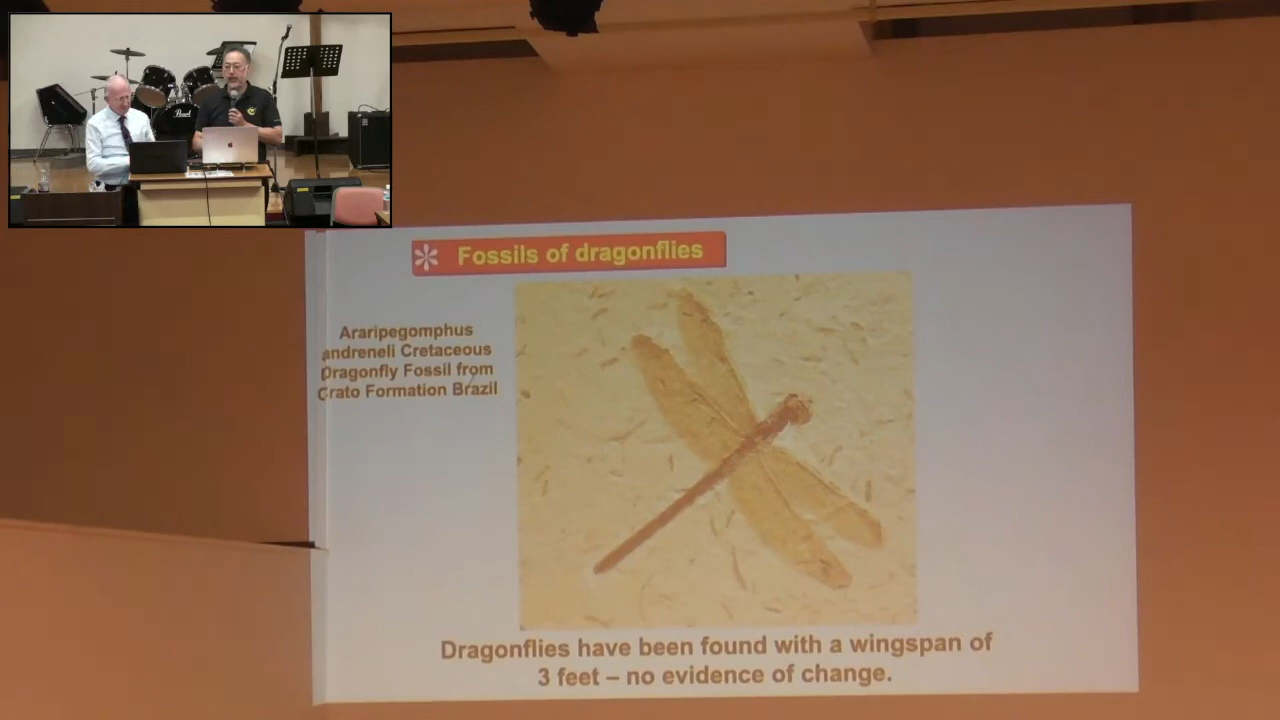 Pearl
Fossils of dragonflies
Araripegomphus
andreneli Cretaceous
Dragonfly Fossil from
Crato Formation Brazil
Dragonflies have been found with a wingspan of
3 feet – no evidence of change.